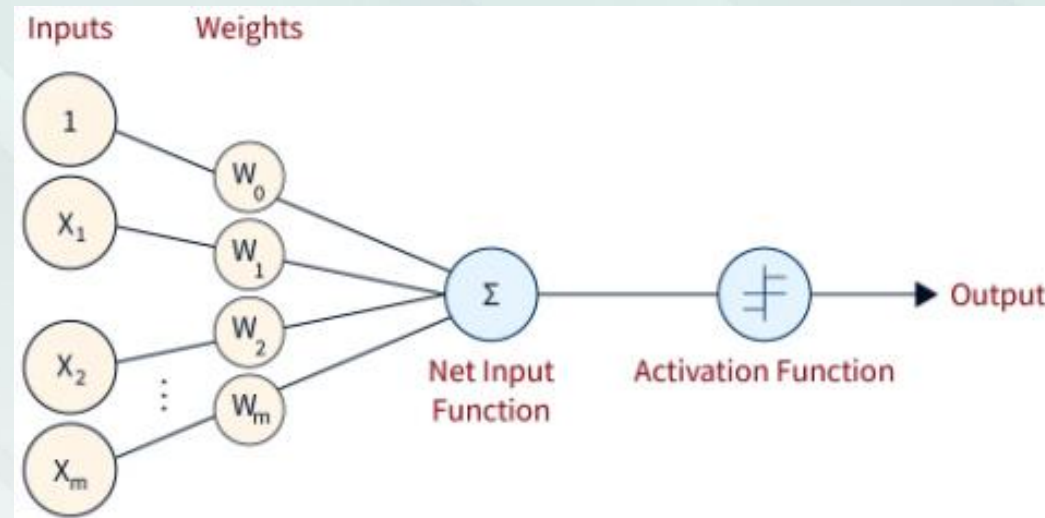 Inputs Weights
1
W₀
X₁
W₁
Σ
Output
W₂
X₂
Net Input
Function
Activation Function
⋮
Wₘ
Xₘ